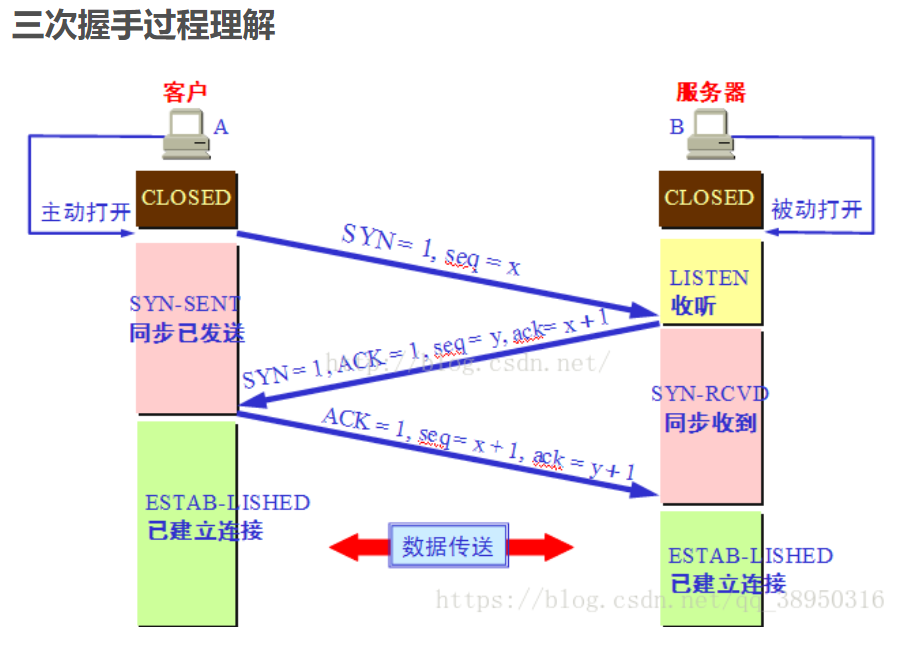 三次握手过程理解
客户
服务器
A
B
CLOSED
CLOSED
主动打开
被动打开
SYN = 1, seq = x
LISTEN
收听
SYN-SENT
同步已发送
SYN = 1, ACK = 1, seq = y, ack= x + 1
http://blog.csdn.net/
SYN-RCVD
同步收到
ACK = 1, seq = x + 1, ack = y + 1
ESTAB-LISHED
已建立连接
数据传送
ESTAB-LISHED
已建立连接
https://blog.csdn.net/qq_38950316